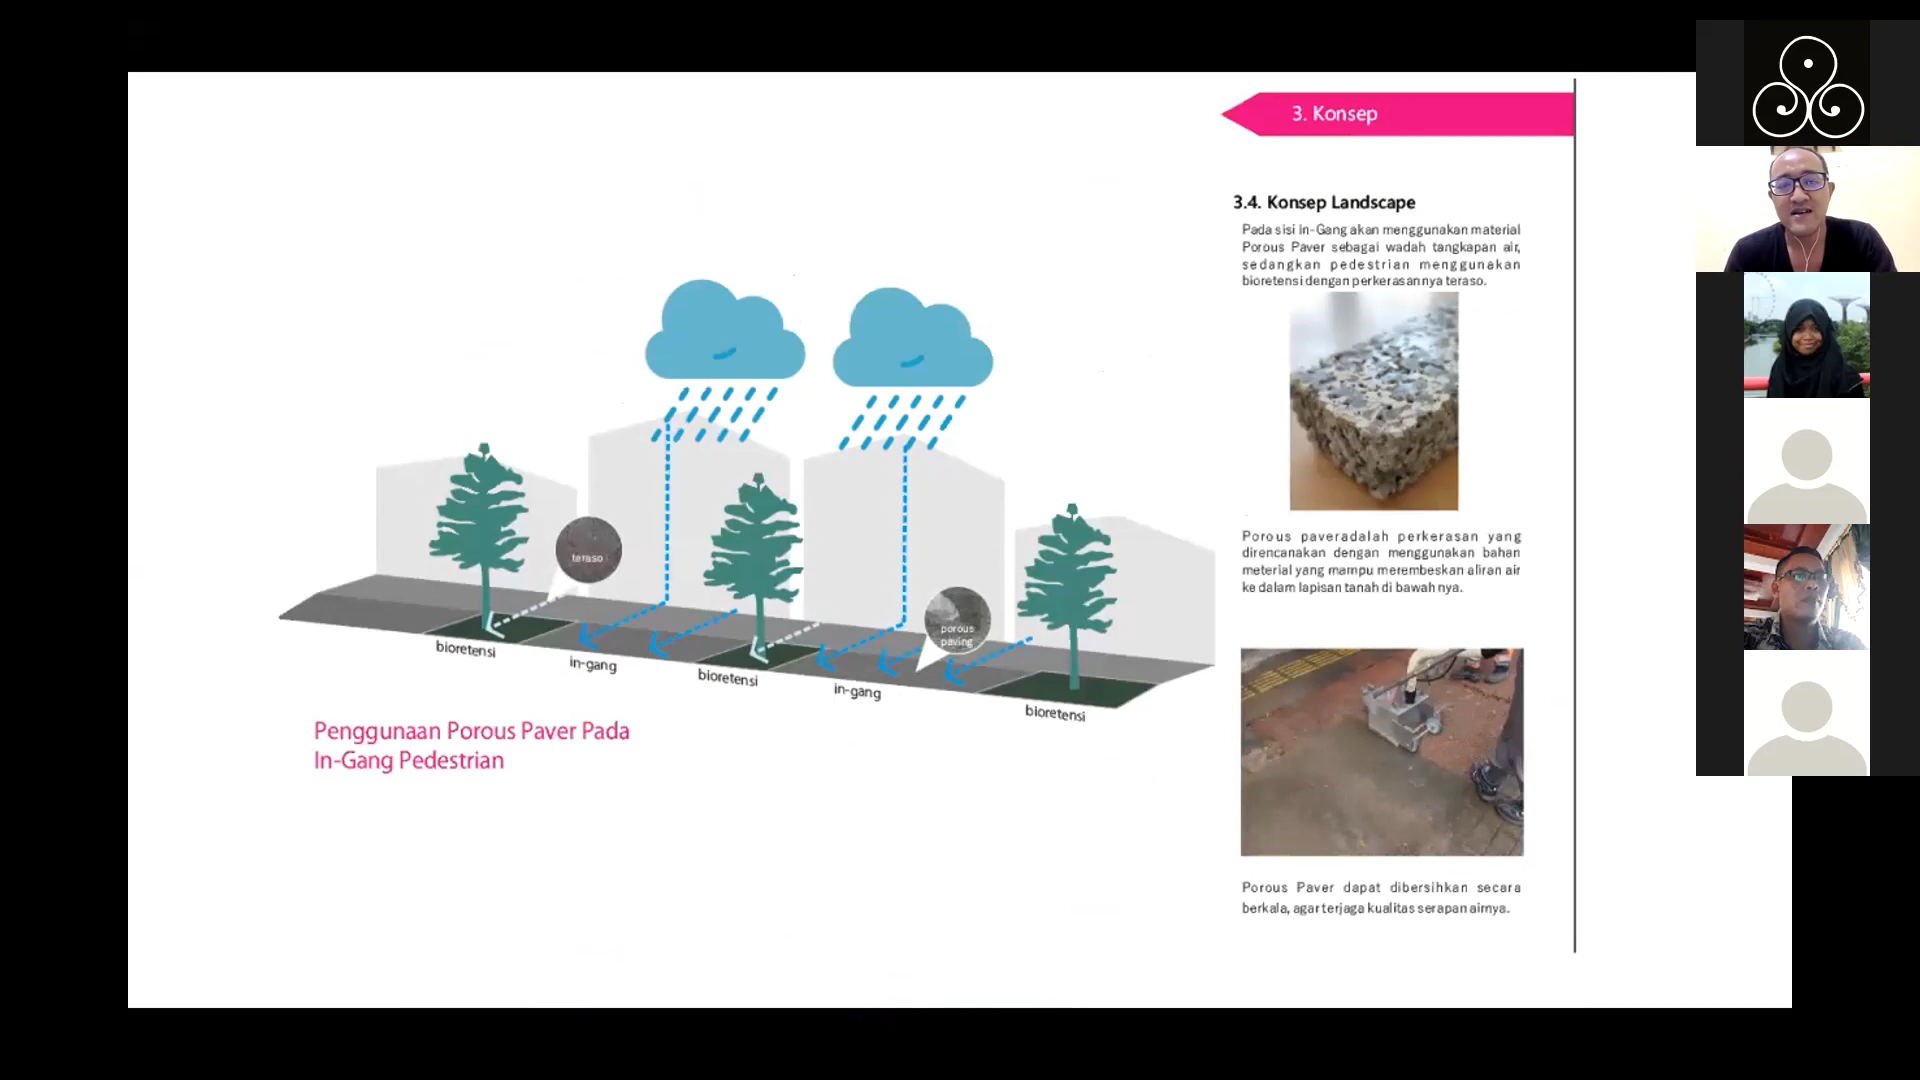 3. Konsep
3.4. Konsep Landscape
Pada sisi In-Gang akan menggunakan material
Porous Paver sebagai wadah tangkapan air,
sedangkan pedestrian menggunakan
bioretensi dengan perkerasannya teraso.
Porous paveradalah perkerasan yang
direncanakan dengan menggunakan bahan
material yang mampu merembeskan aliran air
ke dalam lapisan tanah di bawah nya.
Porous Paver dapat dibersihkan secara
berkala, agar terjaga kualitas serapan airnya.
teraso
porous
paving
bioretensi
in-gang
bioretensi
in-gang
bioretensi
Penggunaan Porous Paver Pada
In-Gang Pedestrian